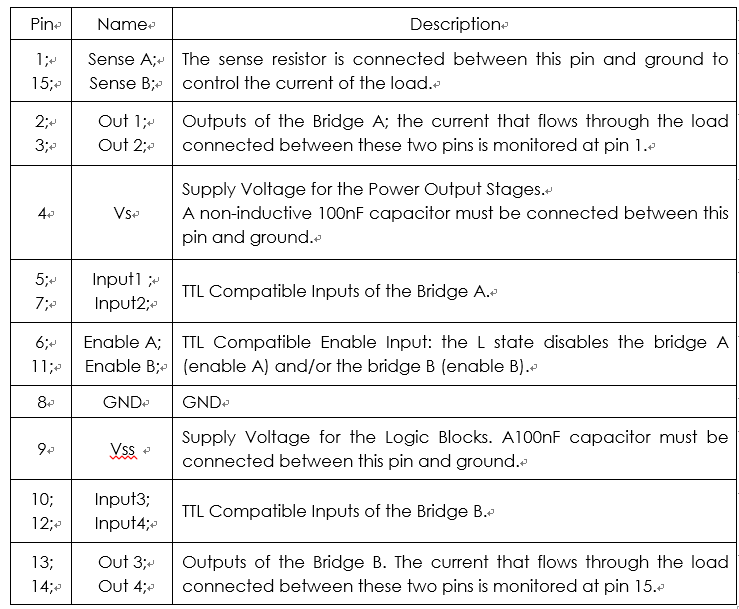 Pin Name Description
1; Sense A; The sense resistor is connected between this pin and ground to
15; Sense B; control the current of the load.
2; Out 1; Outputs of the Bridge A; the current that flows through the load
3; Out 2; connected between these two pins is monitored at pin 1.
Supply Voltage for the Power Output Stages.
4 Vs A non-inductive 100nF capacitor must be connected between this
pin and ground.
5; Input1 ;
7; Input2; TTL Compatible Inputs of the Bridge A.
6; Enable A; TTL Compatible Enable Input: the L state disables the bridge A
11; Enable B; (enable A) and/or the bridge B (enable B).
8 GND GND
9 Vss Supply Voltage for the Logic Blocks. A100nF capacitor must be
connected between this pin and ground.
10; Input3;
12; Input4; TTL Compatible Inputs of the Bridge B.
13; Out 3; Outputs of the Bridge B. The current that flows through the load
14; Out 4; connected between these two pins is monitored at pin 15.